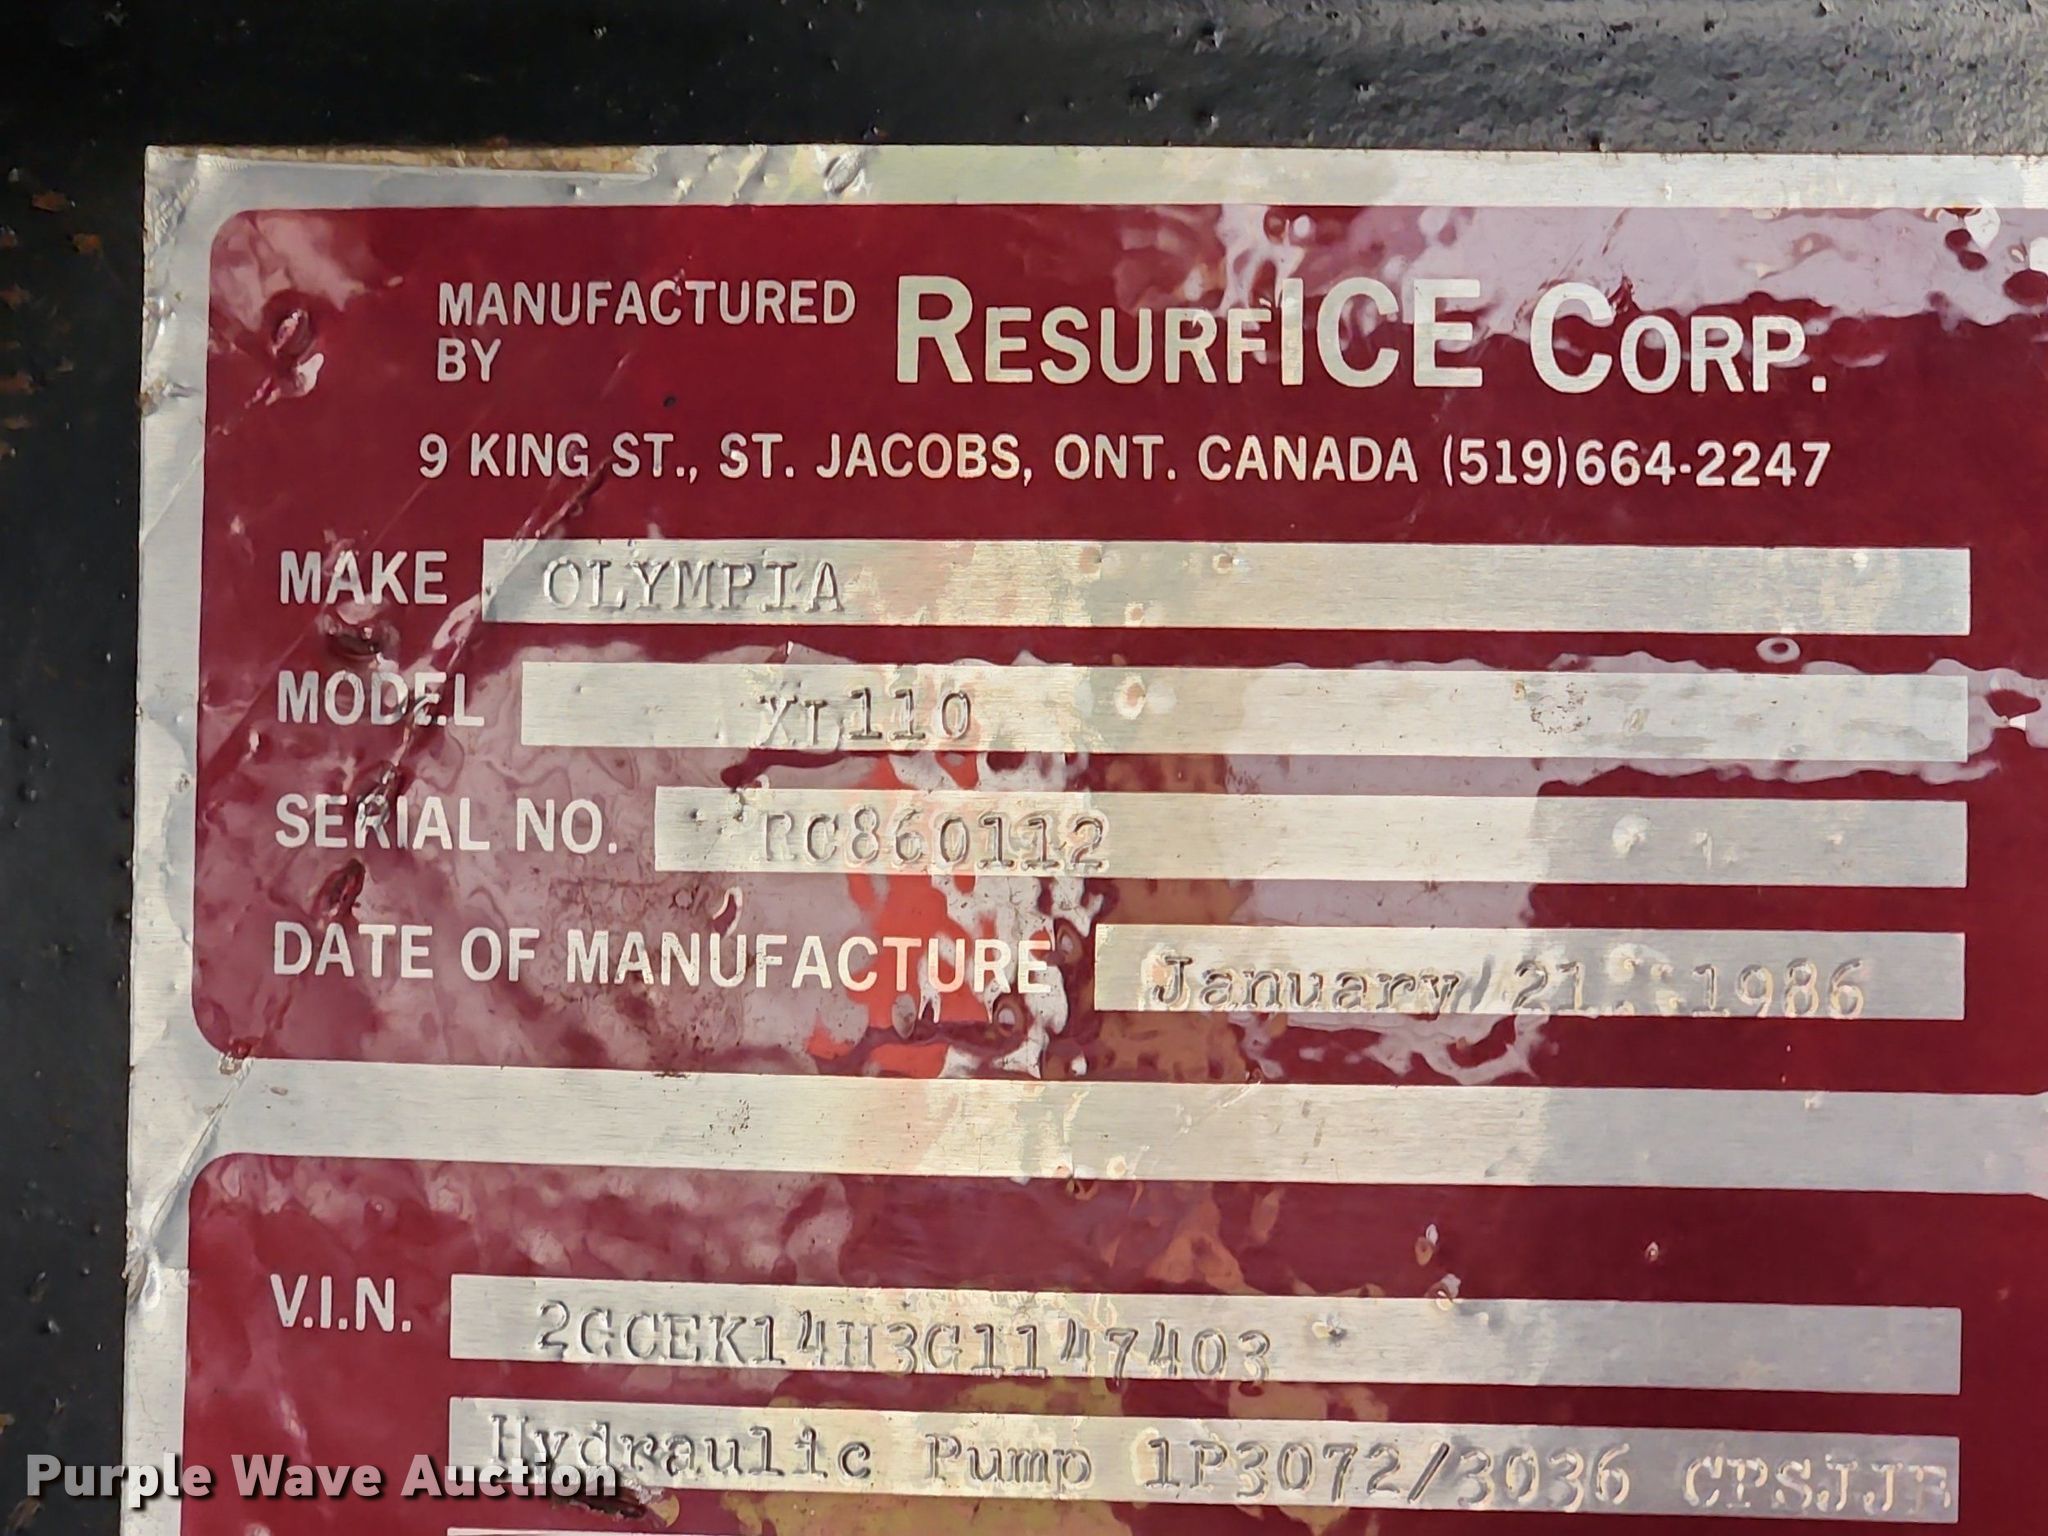 MANUFACTURED BY RESURFICE CORP.
9 KING ST., ST. JACOBS, ONT. CANADA (519)664-2247
MAKE OLYMPIA
MODEL XL110
SERIAL NO. RC860112
DATE OF MANUFACTURE January 21, 1986
V.I.N. 2GCEK14H3G1147403
Hydraulic Pump 1P3072/3036
Purple Wave Auction